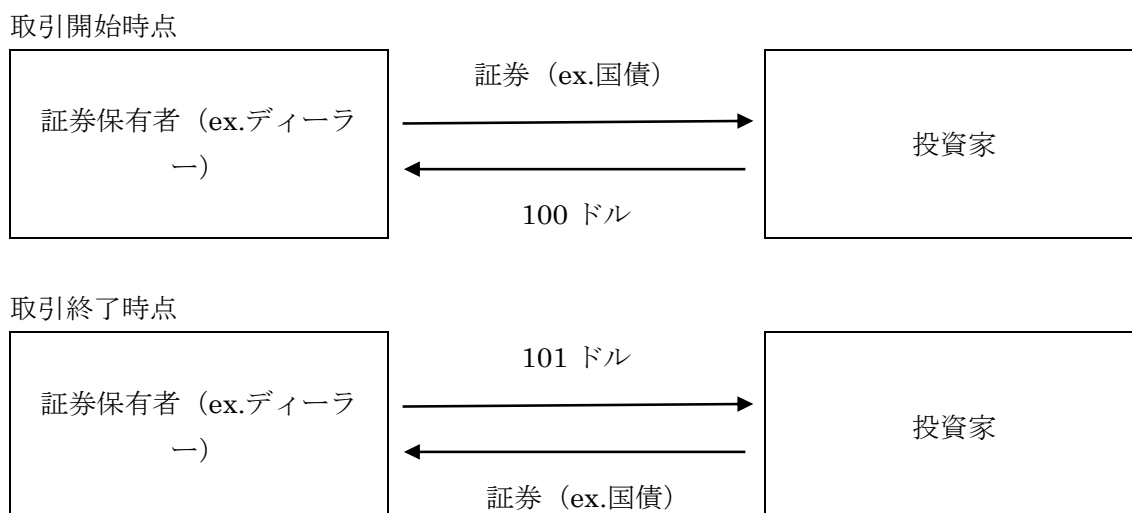 取引開始時点
証券（ex.国債）
証券保有者（ex.ディーラ
ー）
投資家
100 ドル
取引終了時点
101 ドル
証券保有者（ex.ディーラ
ー）
投資家
証券（ex.国債）